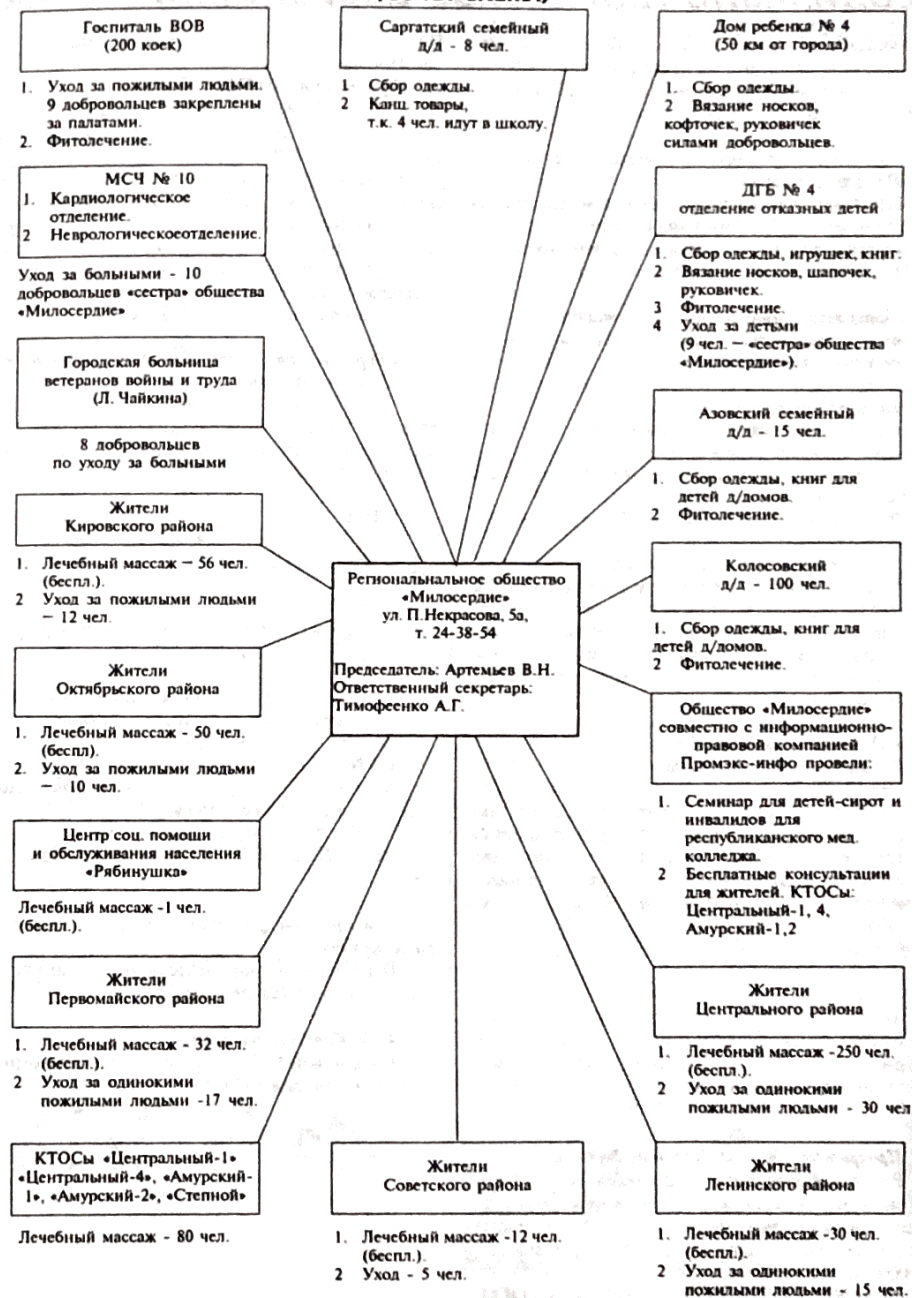 Госпиталь ВОВ
(200 коек)
1. Уход за пожилыми людьми.
9 добровольцев закреплены
за палатами.
2. Фитолечение.
Саргатский семейный
д/д - 8 чел.
1 Сбор одежды.
2 Канц. товары,
т.к. 4 чел. идут в школу.
Дом ребенка № 4
(50 км от города)
1. Сбор одежды.
2 Вязание носков,
кофточек, руковичек
силами добровольцев.
МСЧ № 10
1. Кардиологическое
отделение.
2 Неврологическоеотделение.
Уход за больными - 10
добровольцев «сестра» общества
«Милосердие»
ДГБ № 4
отделение отказных детей
1. Сбор одежды, игрушек, книг.
2 Вязание носков, шапочек,
руковичек.
3 Фитолечение.
4 Уход за детьми
(9 чел. — «сестра» общества
«Милосердие»).
Городская больница
ветеранов войны и труда
(Л. Чайкина)
8 добровольцев
по уходу за больными
Азовский семейный
д/д - 15 чел.
1. Сбор одежды, книг для
детей д/домов.
2 Фитолечение.
Жители
Кировского района
1. Лечебный массаж — 56 чел.
(беспл.).
2 Уход за пожилыми людьми
— 12 чел.
Региональнальное общество
«Милосердие»
ул. П.Некрасова, 5а,
т. 24-38-54
Председатель: Артемьев В.Н.
Ответственный секретарь:
Тимофеенко А.Г.
Колосовский
д/д - 100 чел.
1. Сбор одежды, книг для
детей д/домов.
2 Фитолечение.
Жители
Октябрьского района
1. Лечебный массаж - 50 чел.
(беспл).
2. Уход за пожилыми людьми
— 10 чел.
Общество «Милосердие»
совместно с информационно-
правовой компанией
Промэкс-инфо провели:
1. Семинар для детей-сирот и
инвалидов для
республиканского мед.
колледжа.
2 Бесплатные консультации
для жителей. КТОСы:
Центральный-1, 4,
Амурский-1,2
Центр соц. помощи
и обслуживания населения
«Рябинушка»
Лечебный массаж -1 чел.
(беспл.).
Жители
Первомайского района
1. Лечебный массаж - 32 чел.
(беспл.).
2 Уход за одинокими
пожилыми людьми -17 чел.
Жители
Центрального района
1. Лечебный массаж -250 чел.
(беспл.).
2 Уход за одинокими
пожилыми людьми - 30 чел
КТОСы «Центральный-1»
«Центральный-4», «Амурский-
1», «Амурский-2», «Степной»
Лечебный массаж - 80 чел.
Жители
Советского района
1. Лечебный массаж -12 чел.
(беспл.).
2 Уход - 5 чел.
Жители
Ленинского района
1. Лечебный массаж -30 чел.
(беспл.).
2 Уход за одинокими
пожилыми людьми - 15 чел.